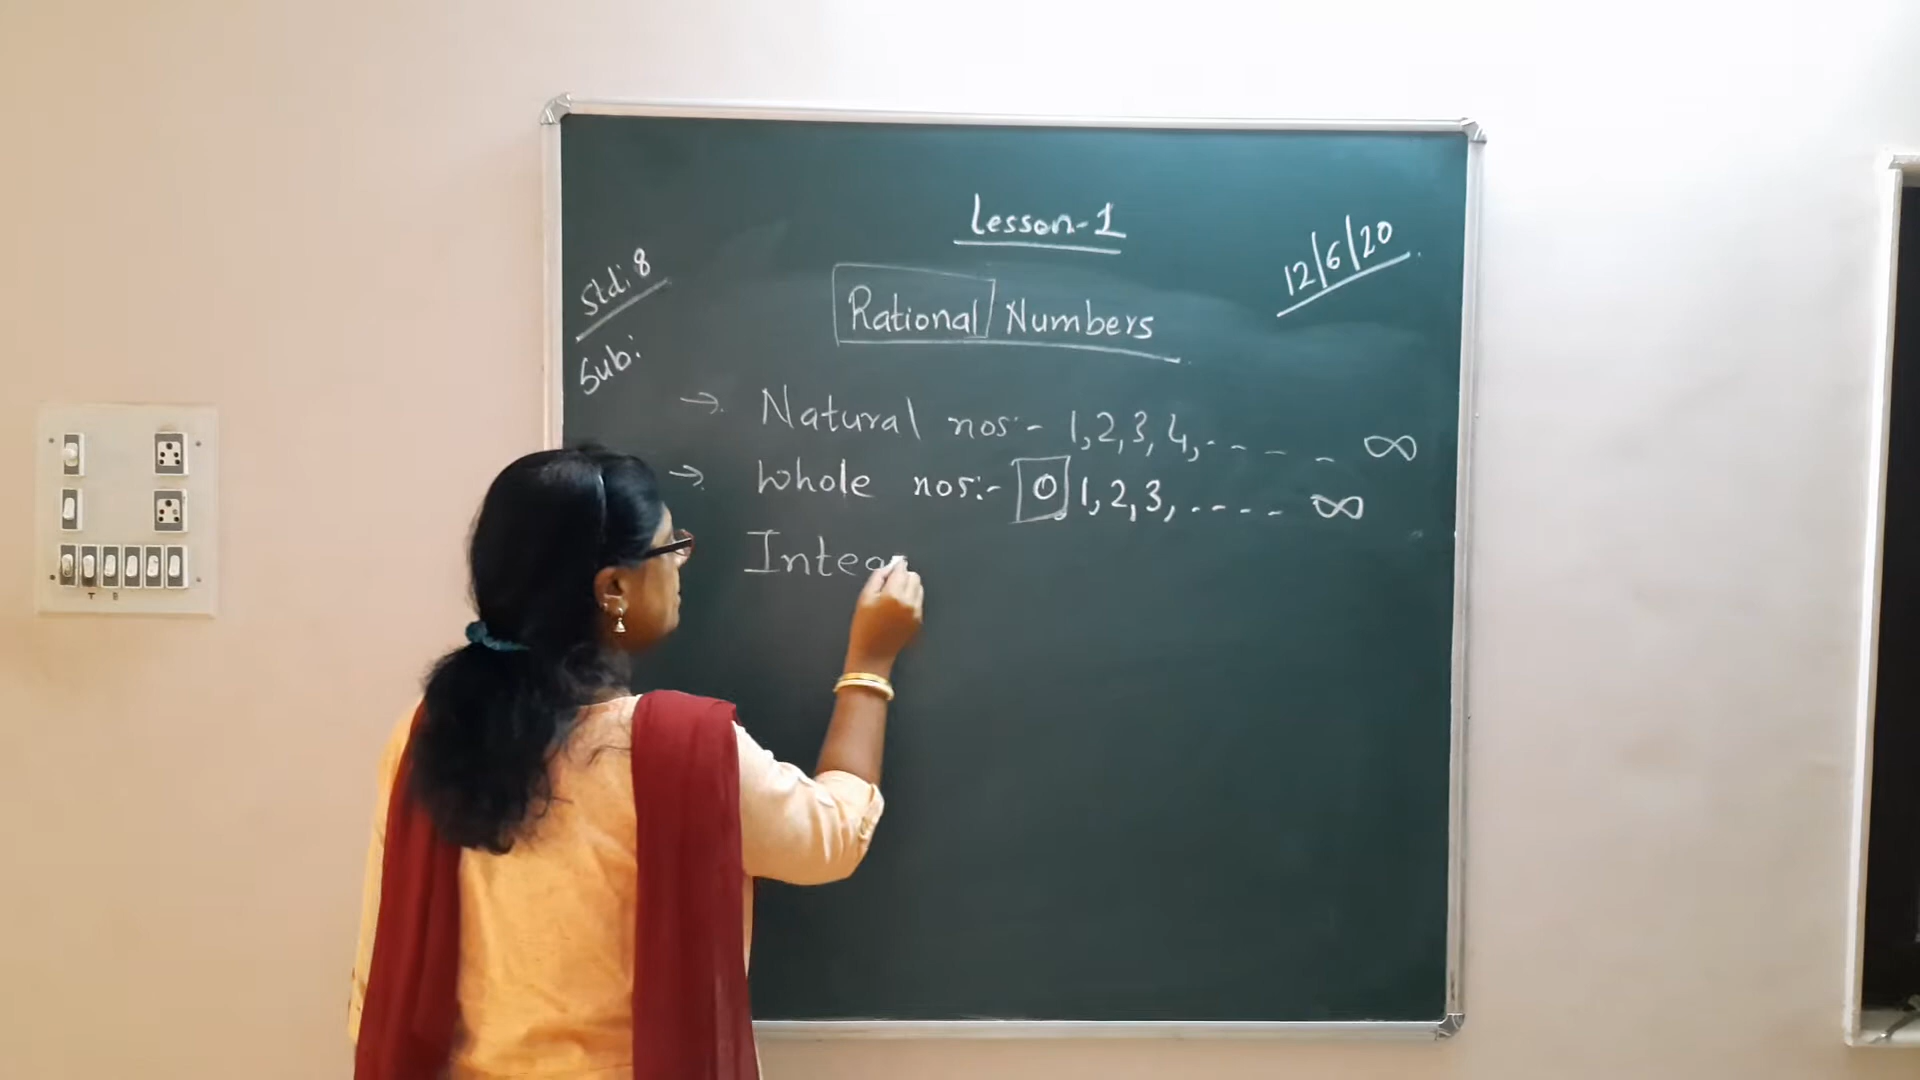 Lesson-1
12/6/20
Std: 8
Sub:
Rational Numbers
→ Natural nos:- 1,2,3,4,----- ∞
→ Whole nos:- 0,1,2,3,----- ∞
Integ